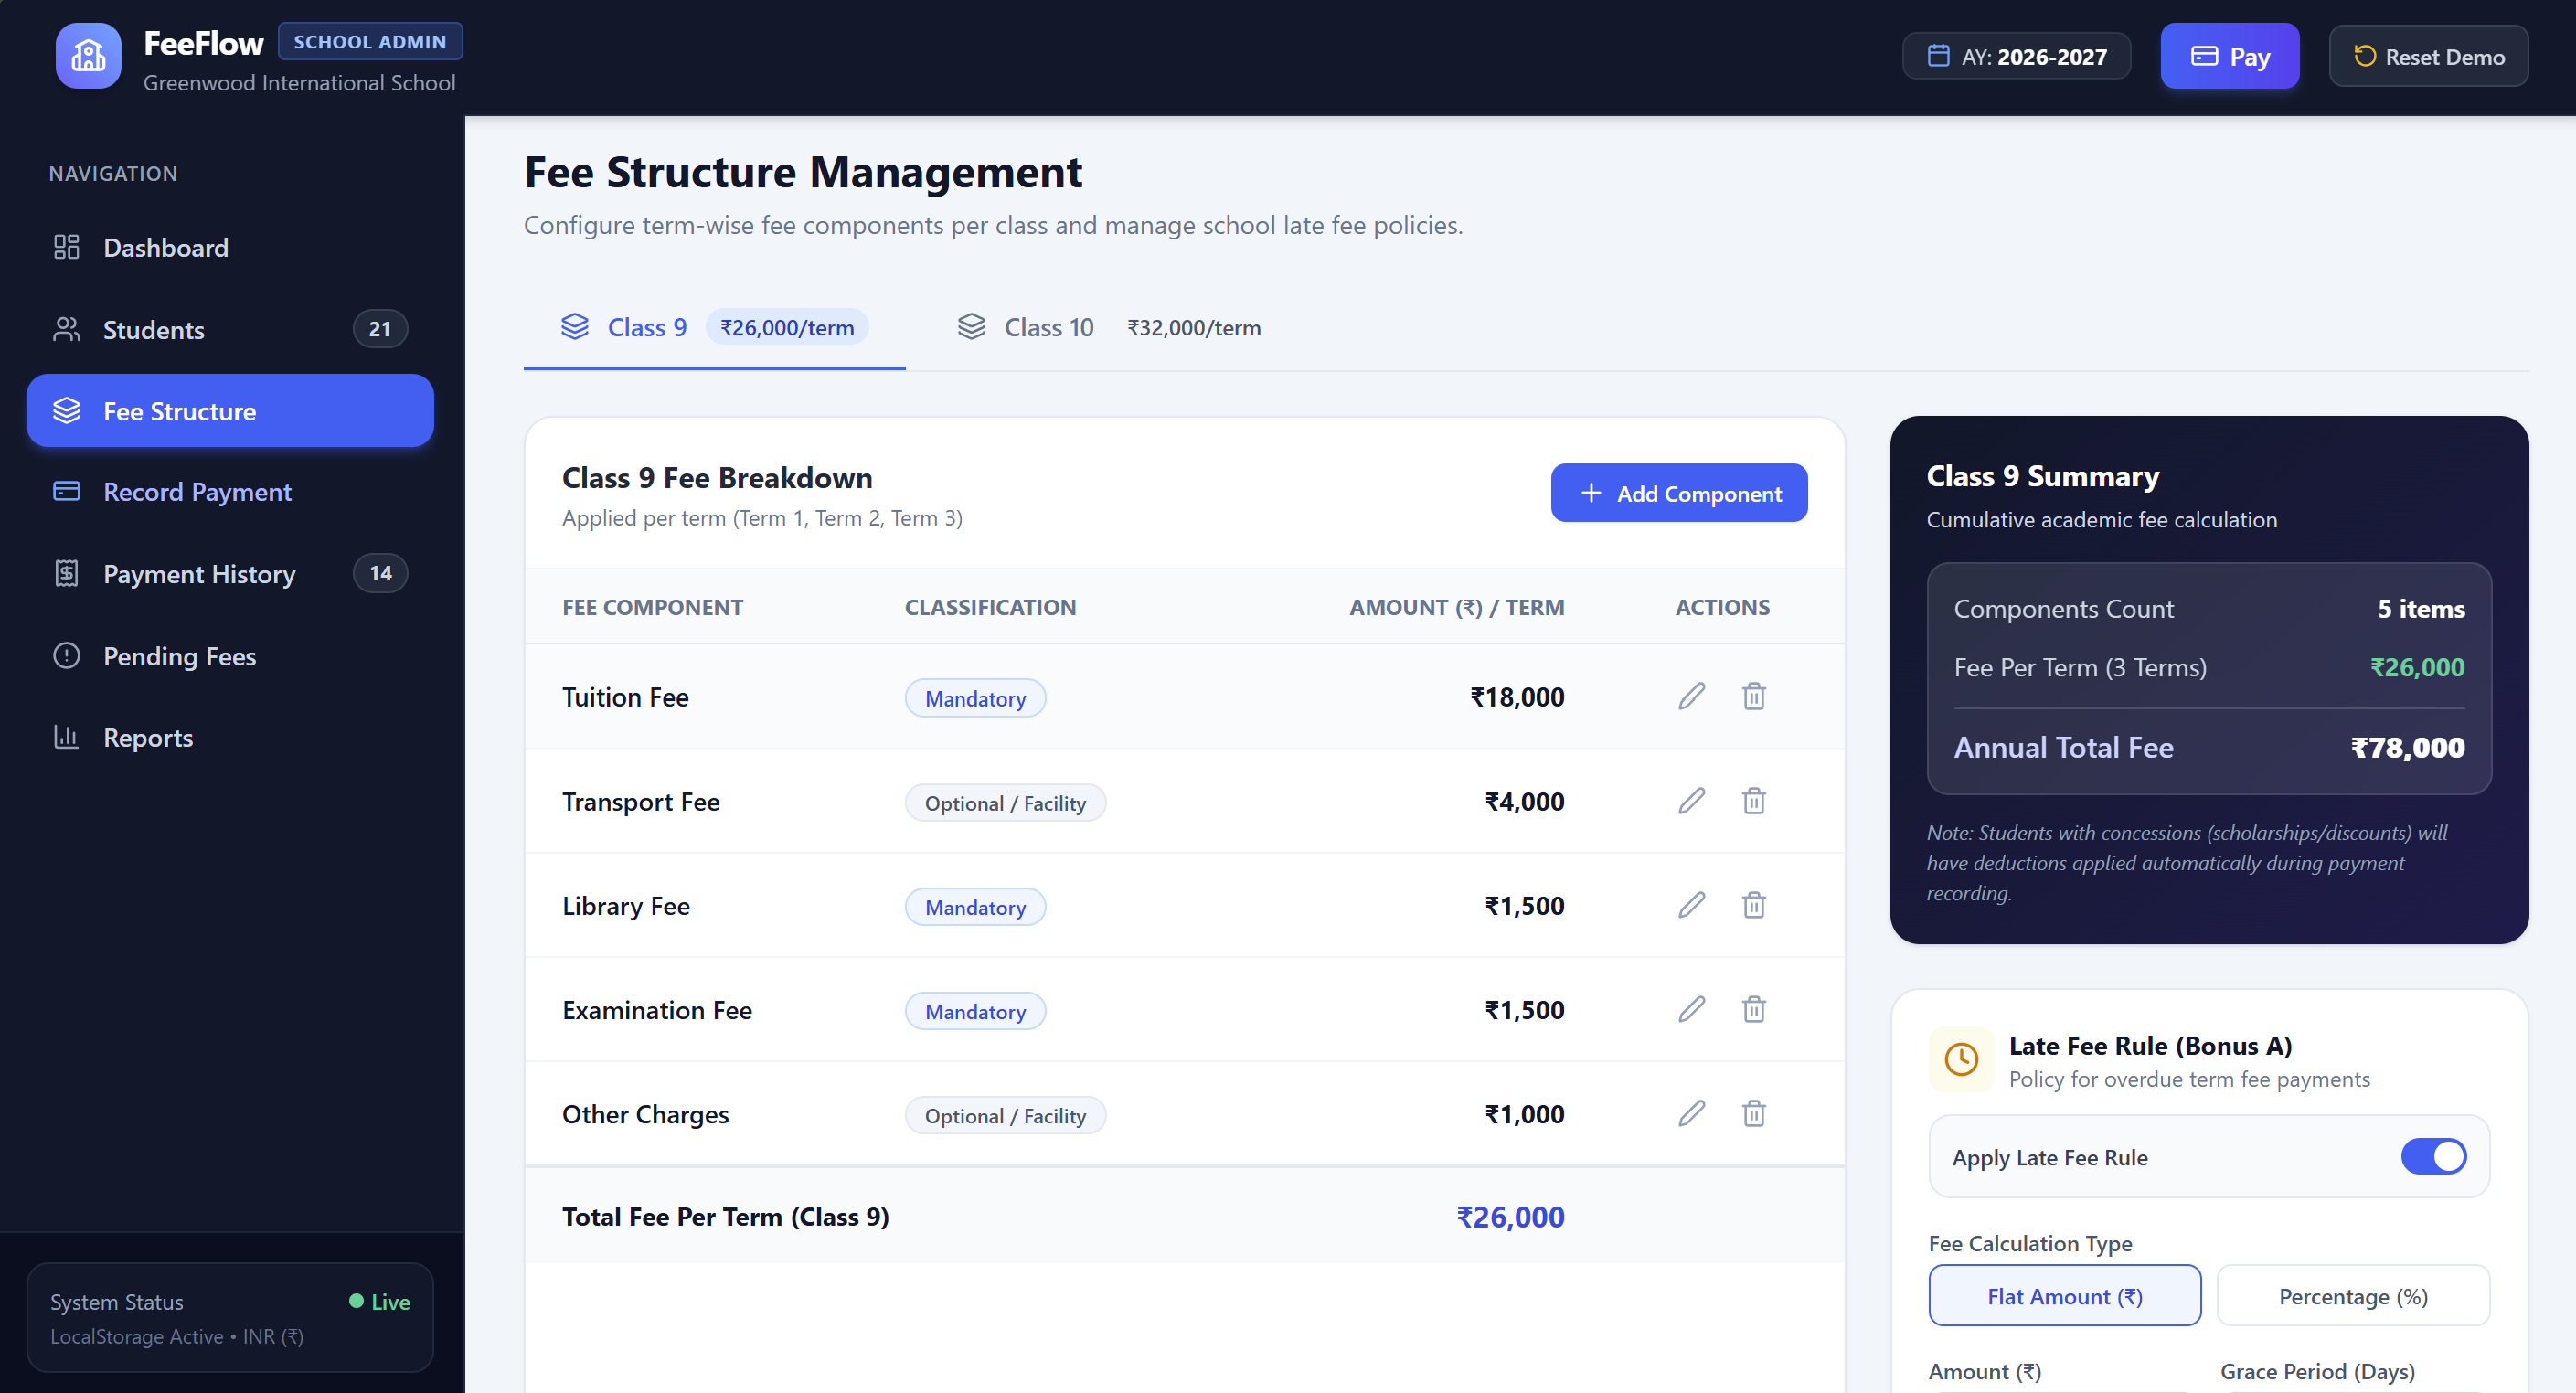 FeeFlow SCHOOL ADMIN
Greenwood International School
AY: 2026-2027
Pay
Reset Demo
NAVIGATION
Dashboard
Students 21
Fee Structure
Record Payment
Payment History 14
Pending Fees
Reports
System Status Live
LocalStorage Active • INR (₹)
Fee Structure Management
Configure term-wise fee components per class and manage school late fee policies.
Class 9 ₹26,000/term
Class 10 ₹32,000/term
Class 9 Fee Breakdown
Applied per term (Term 1, Term 2, Term 3)
Add Component
FEE COMPONENT CLASSIFICATION AMOUNT (₹) / TERM ACTIONS
Tuition Fee Mandatory ₹18,000
Transport Fee Optional / Facility ₹4,000
Library Fee Mandatory ₹1,500
Examination Fee Mandatory ₹1,500
Other Charges Optional / Facility ₹1,000
Total Fee Per Term (Class 9) ₹26,000
Class 9 Summary
Cumulative academic fee calculation
Components Count 5 items
Fee Per Term (3 Terms) ₹26,000
Annual Total Fee ₹78,000
Note: Students with concessions (scholarships/discounts) will
have deductions applied automatically during payment
recording.
Late Fee Rule (Bonus A)
Policy for overdue term fee payments
Apply Late Fee Rule
Fee Calculation Type
Flat Amount (₹) Percentage (%)
Amount (₹) Grace Period (Days)